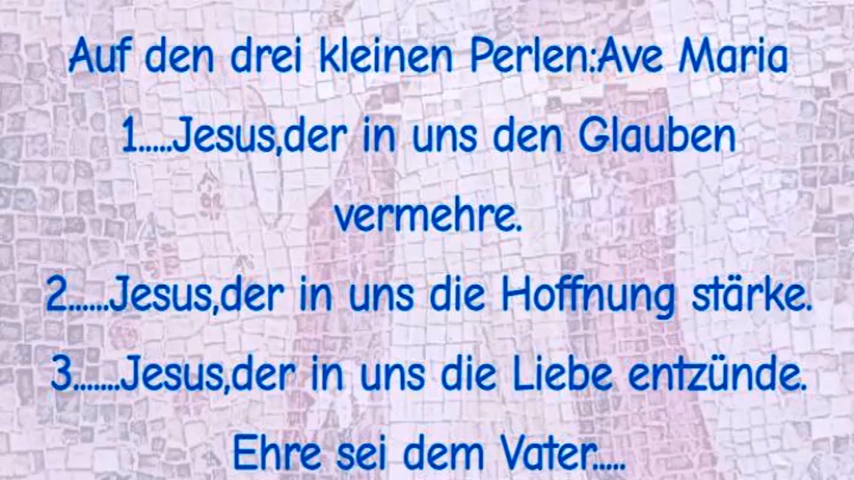 Auf den drei kleinen Perlen:Ave Maria
1.....Jesus,der in uns den Glauben
vermehre.
2......Jesus,der in uns die Hoffnung stärke.
3.......Jesus,der in uns die Liebe entzünde.
Ehre sei dem Vater.....